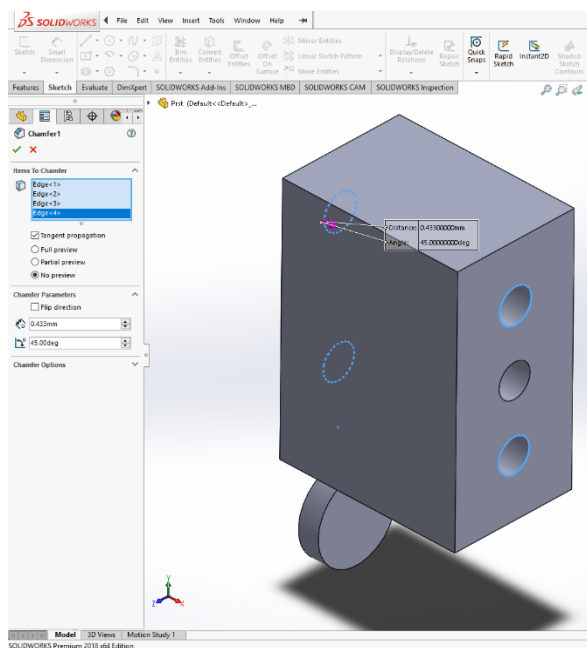 SOLIDWORKS File Edit View Insert Tools Window Help
Sketch Smart Dimension Trim Entities Convert Entities Offset Entities Offset On Surface Mirror Entities Linear Sketch Pattern Move Entities Display/Delete Relations Repair Sketch Quick Snaps Rapid Sketch Instant2D Shaded Sketch Contours
Features Sketch Evaluate DimXpert SOLIDWORKS Add-Ins SOLIDWORKS MBD SOLIDWORKS CAM SOLIDWORKS Inspection
Prst (Default<<Default>_...
Chamfer1
Items To Chamfer
Edge<1>
Edge<2>
Edge<3>
Edge<4>
Tangent propagation
Full preview
Partial preview
No preview
Chamfer Parameters
Flip direction
0.433mm
45.00deg
Chamfer Options
Distance: 0.43300000mm
Angle: 45.00000000deg
Y
Z
X
Model 3D Views Motion Study 1
SOLIDWORKS Premium 2018 x64 Edition